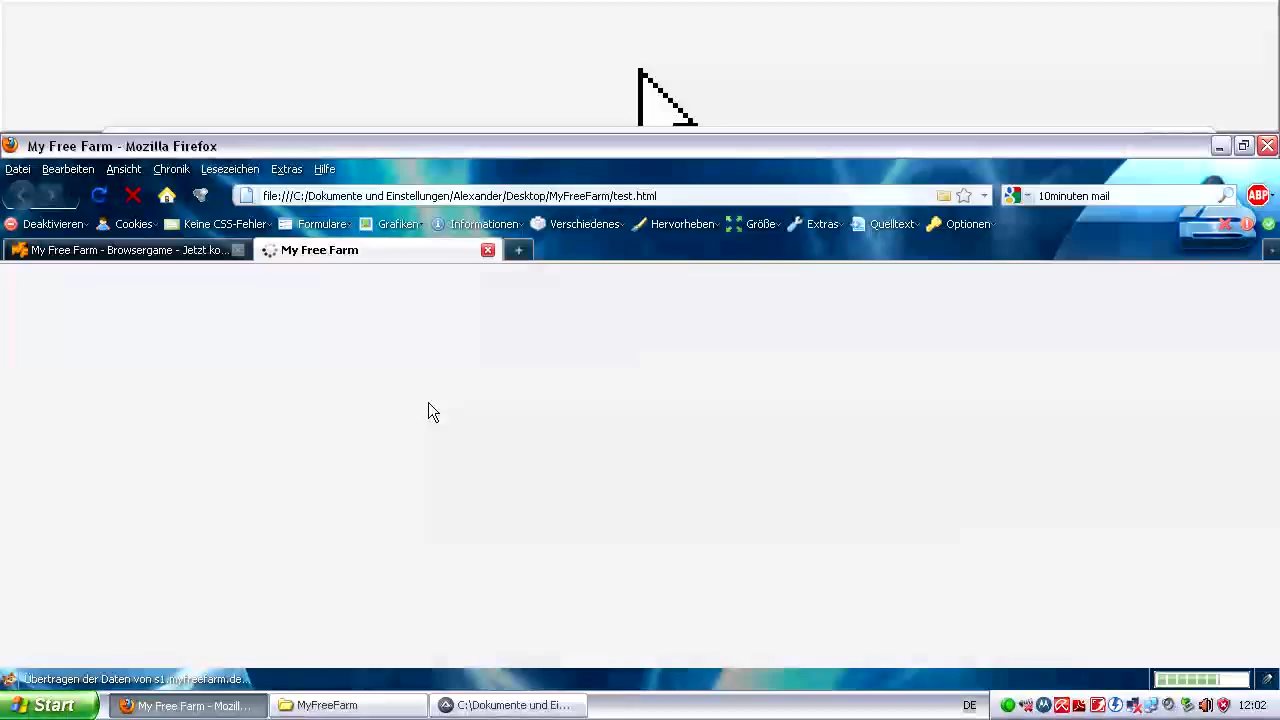 My Free Farm - Mozilla Firefox
Datei Bearbeiten Ansicht Chronik Lesezeichen Extras Hilfe
file:///C:/Dokumente und Einstellungen/Alexander/Desktop/MyFreeFarm/test.html 10minuten mail ABP
Deaktivieren Cookies Keine CSS-Fehler Formulare Grafiken Informationen Verschiedenes Hervorheben Größe Extras Quelltext Optionen
My Free Farm - Browsergame - Jetzt ko... My Free Farm
Übertragen der Daten von s1.myfreefarm.de...
Start My Free Farm - Mozill... MyFreeFarm C:\Dokumente und Ei... DE 12:02